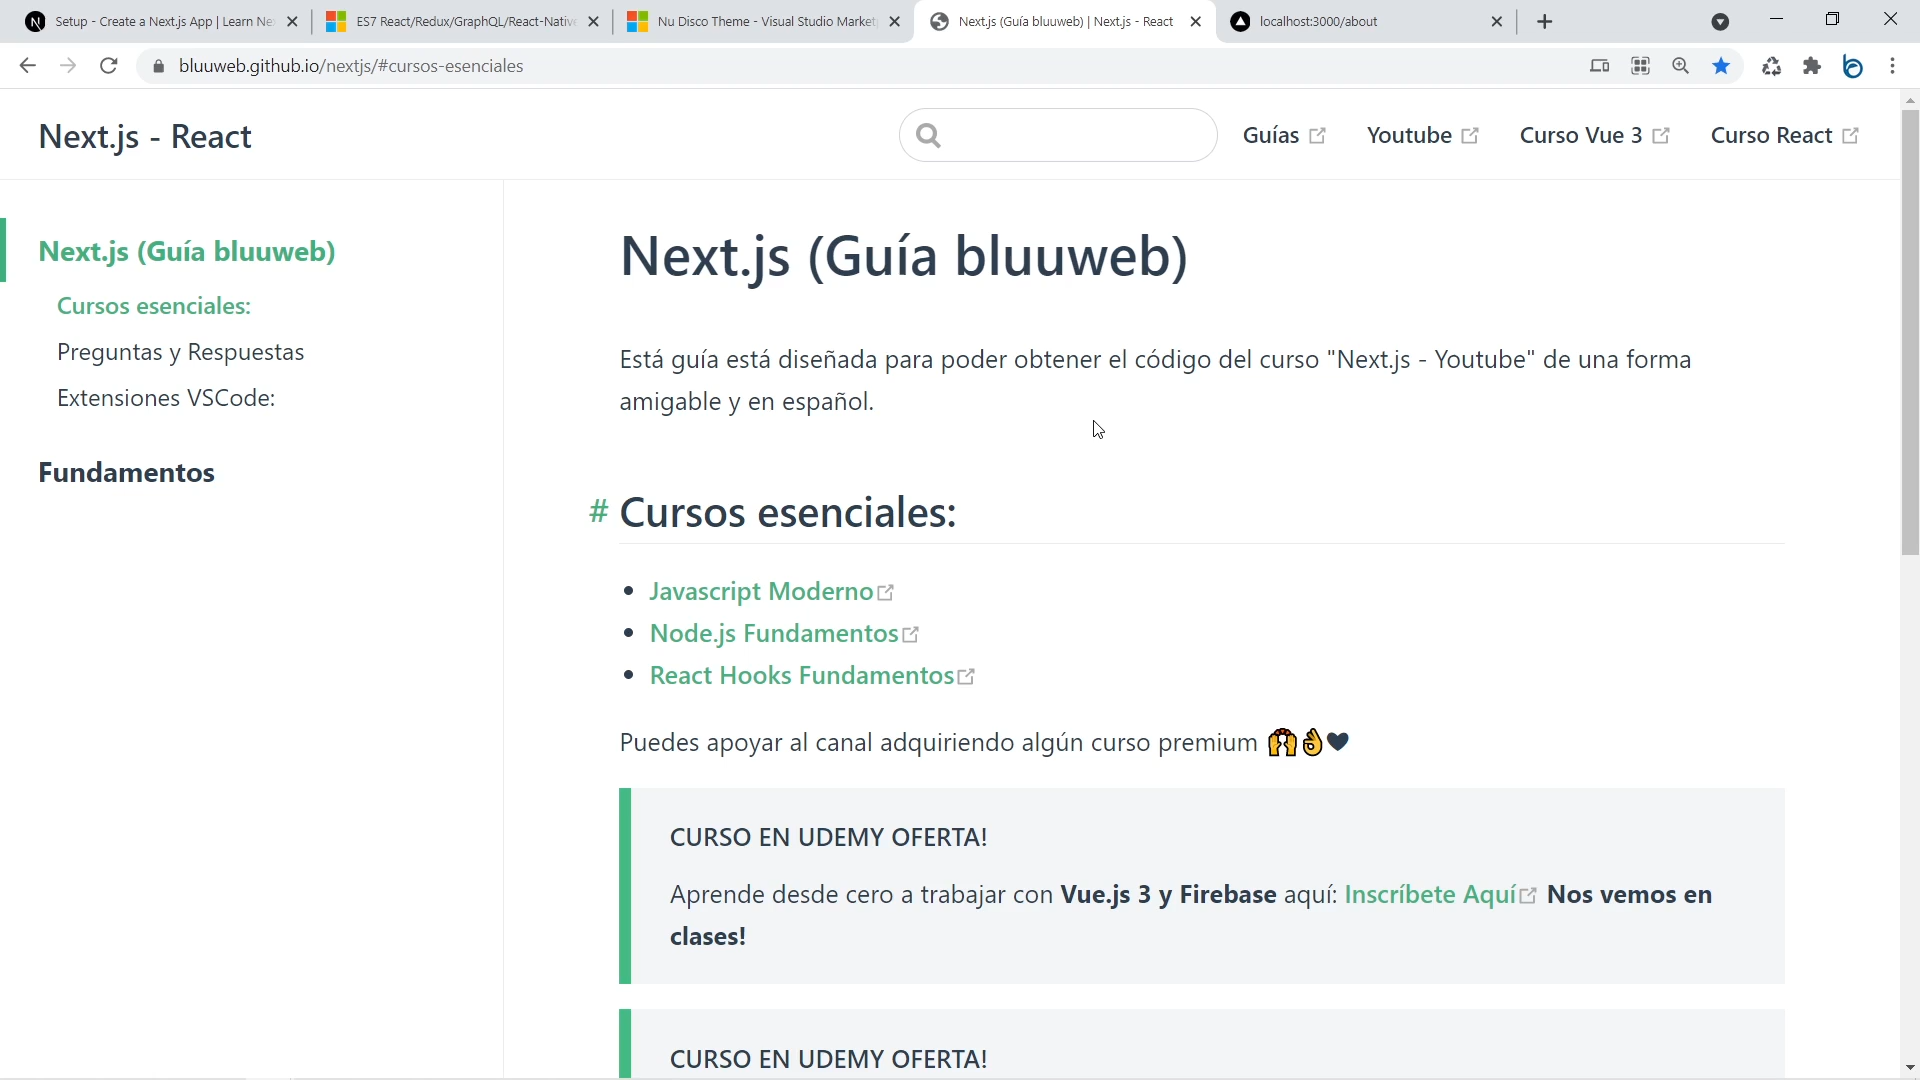 Setup - Create a Next.js App | Learn Ne
ES7 React/Redux/GraphQL/React-Nativ
Nu Disco Theme - Visual Studio Market
Next.js (Guía bluuweb) | Next.js - React
localhost:3000/about
bluuweb.github.io/nextjs/#cursos-esenciales
Next.js - React
Guías
Youtube
Curso Vue 3
Curso React
Next.js (Guía bluuweb)
Cursos esenciales:
Preguntas y Respuestas
Extensiones VSCode:
Fundamentos
Next.js (Guía bluuweb)
Está guía está diseñada para poder obtener el código del curso "Next.js - Youtube" de una forma
amigable y en español.
# Cursos esenciales:
Javascript Moderno
Node.js Fundamentos
React Hooks Fundamentos
Puedes apoyar al canal adquiriendo algún curso premium 🙌👌🖤
CURSO EN UDEMY OFERTA!
Aprende desde cero a trabajar con Vue.js 3 y Firebase aquí: Inscríbete Aquí Nos vemos en
clases!
CURSO EN UDEMY OFERTA!